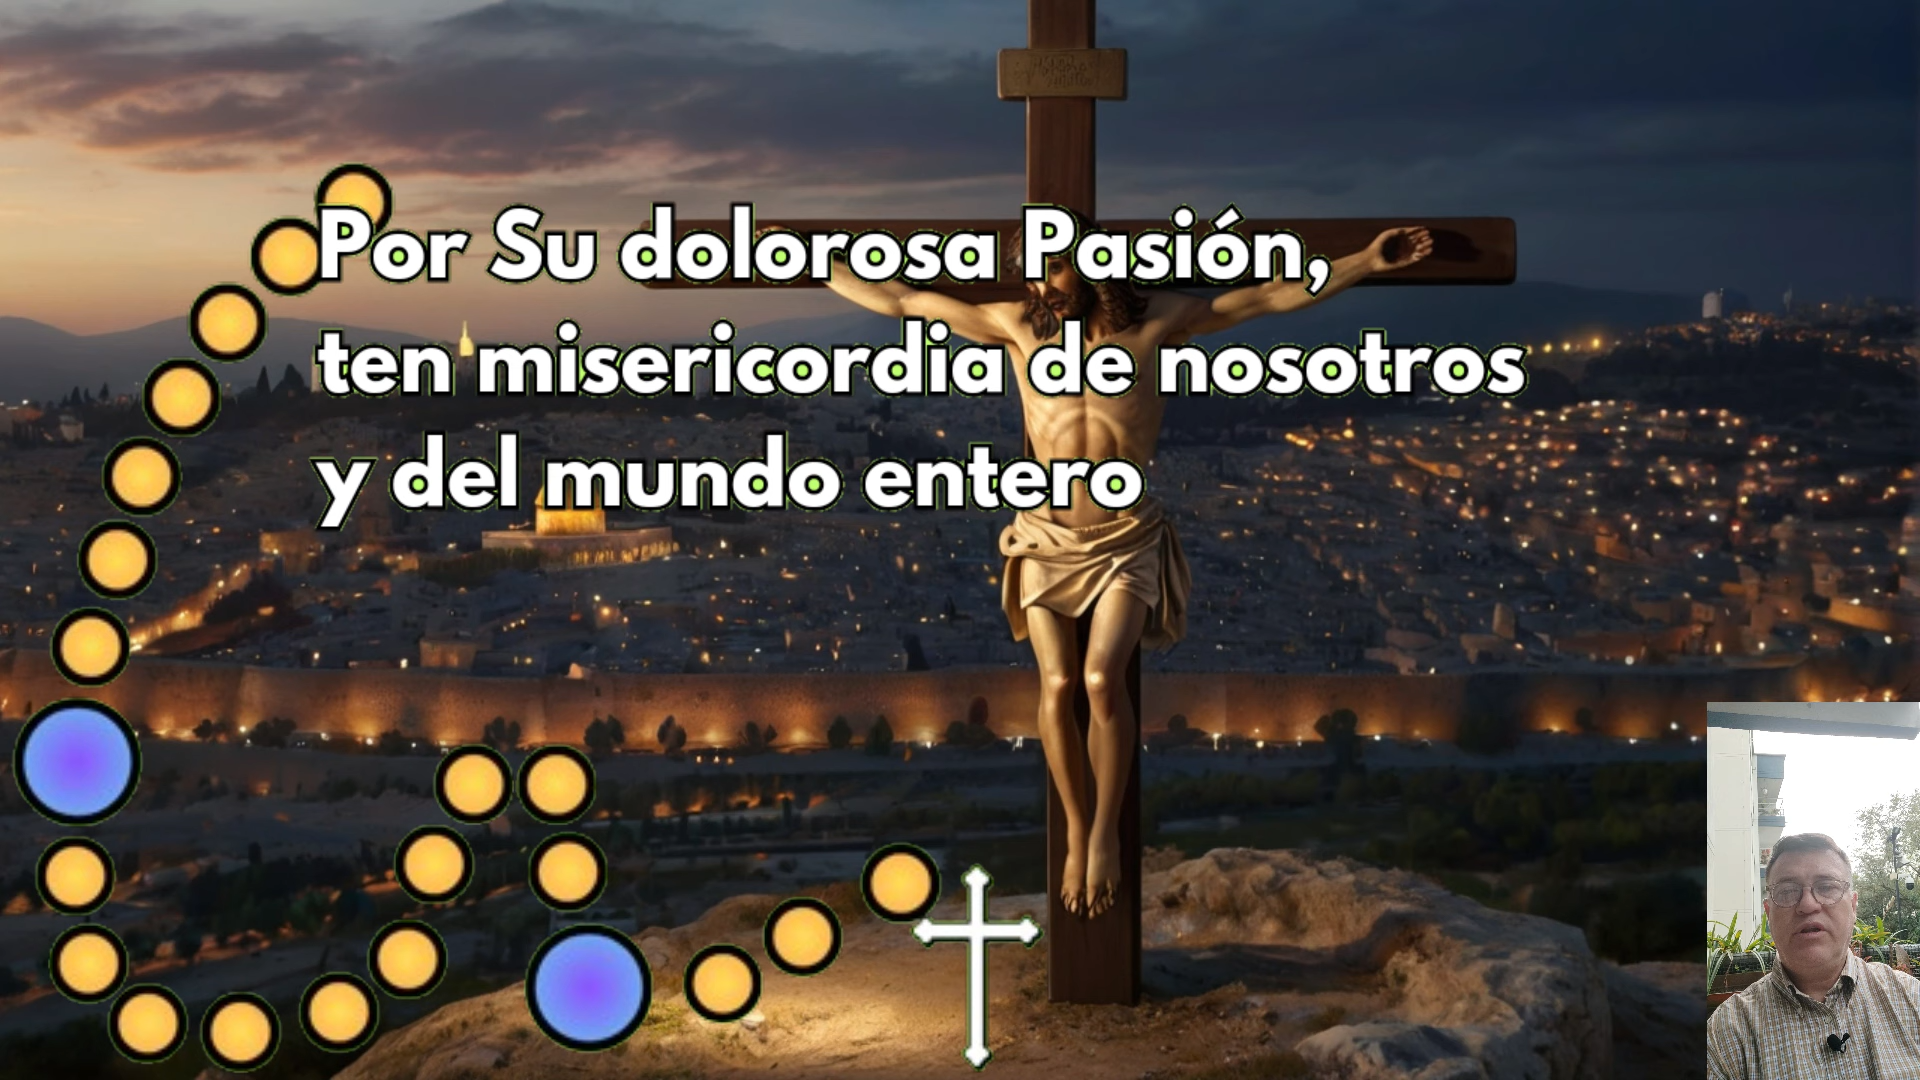 Por Su dolorosa Pasión,
ten misericordia de nosotros
y del mundo entero